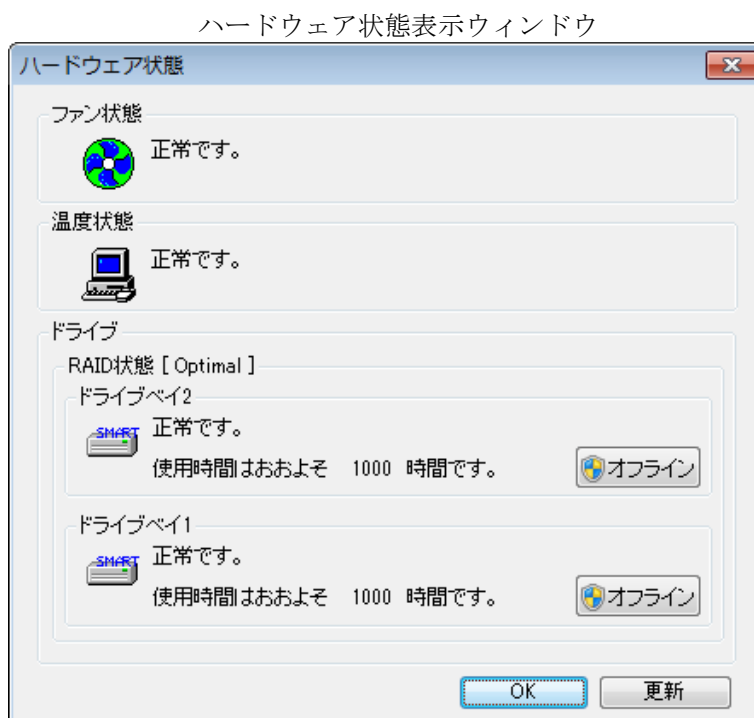 ハードウェア状態表示ウィンドウ
ハードウェア状態
ファン状態
正常です。
温度状態
正常です。
ドライブ
RAID状態 [ Optimal ]
ドライブベイ2
SMART 正常です。
使用時間はおおよそ 1000 時間です。 オフライン
ドライブベイ1
SMART 正常です。
使用時間はおおよそ 1000 時間です。 オフライン
OK 更新